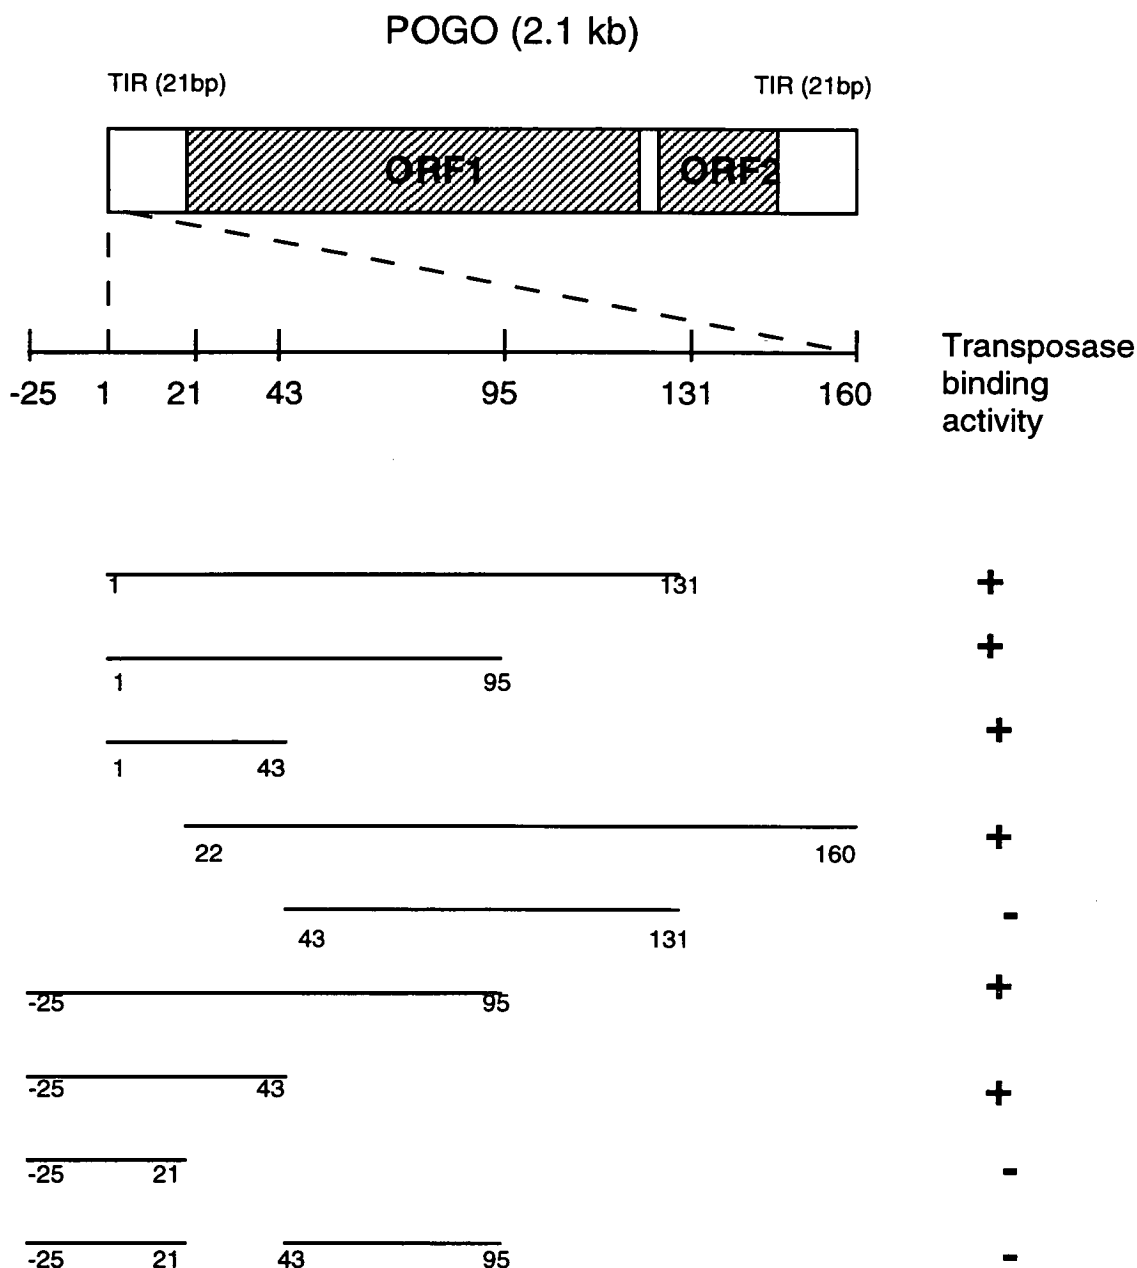 POGO (2.1 kb)
TIR (21bp) TIR (21bp)
ORF1 ORF2
-25 1 21 43 95 131 160
Transposase
binding
activity
1 131 +
1 95 +
1 43 +
22 160 +
43 131 -
-25 95 +
-25 43 +
-25 21 -
-25 21 43 95 -